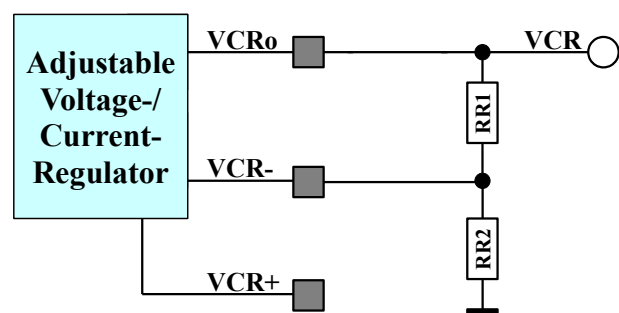 VCRo
VCR
Adjustable
Voltage-/
Current-
Regulator
RR1
VCR-
RR2
VCR+